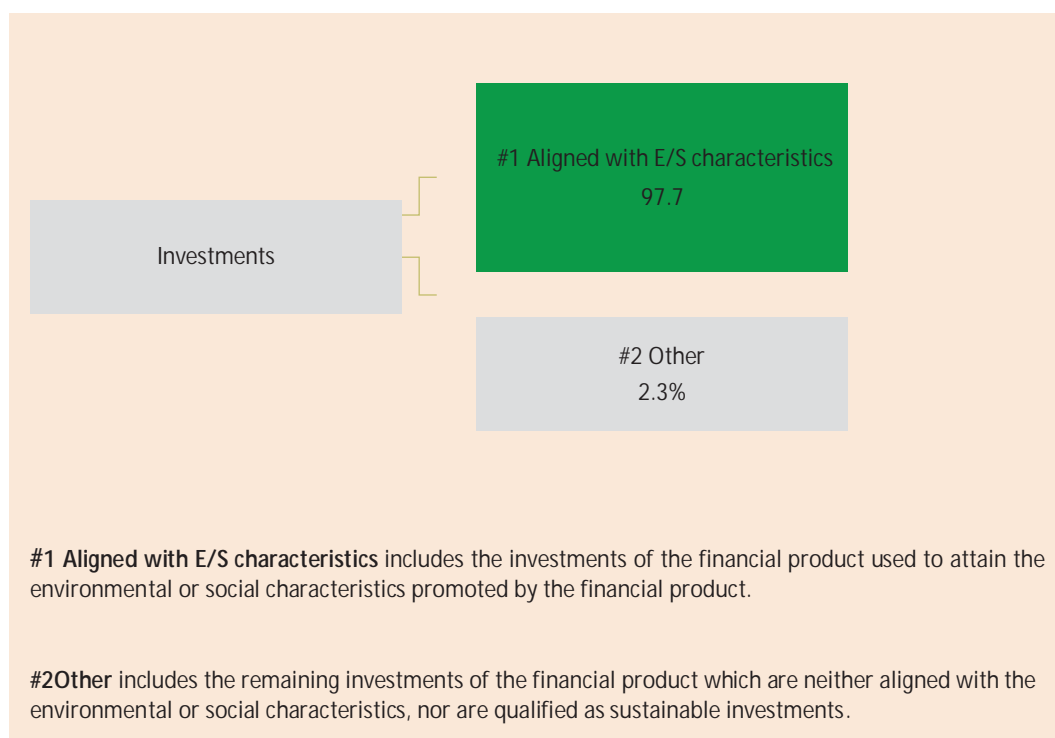 #1 Aligned with E/S characteristics
97.7
Investments
#2 Other
2.3%
#1 Aligned with E/S characteristics includes the investments of the financial product used to attain the
environmental or social characteristics promoted by the financial product.
#2Other includes the remaining investments of the financial product which are neither aligned with the
environmental or social characteristics, nor are qualified as sustainable investments.